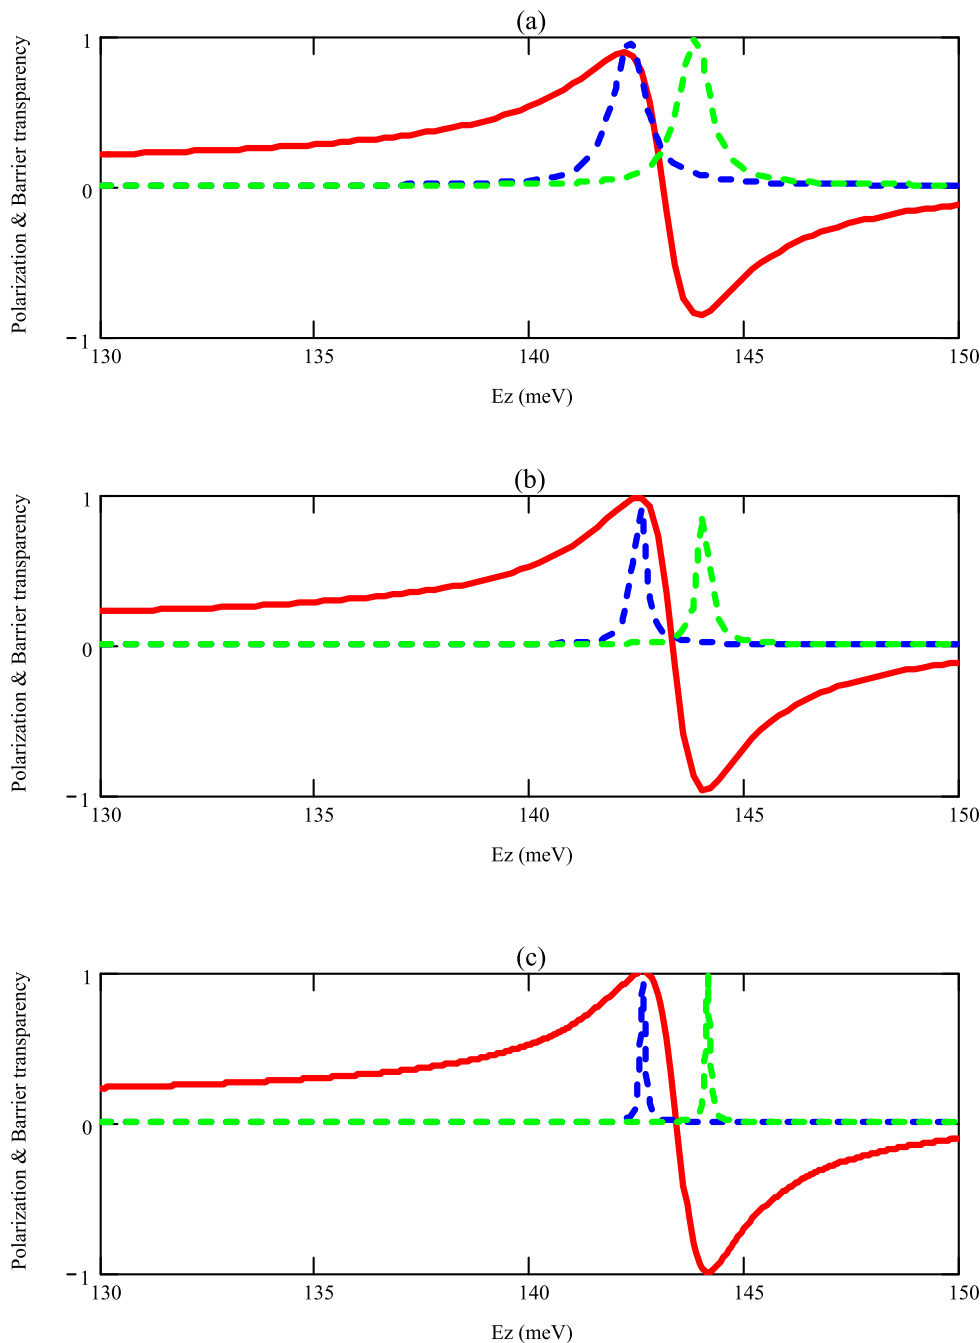 (a)
Polarization & Barrier transparency
1
0
−1
130 135 140 145 150
Ez (meV)
(b)
Polarization & Barrier transparency
1
0
−1
130 135 140 145 150
Ez (meV)
(c)
Polarization & Barrier transparency
1
0
−1
130 135 140 145 150
Ez (meV)